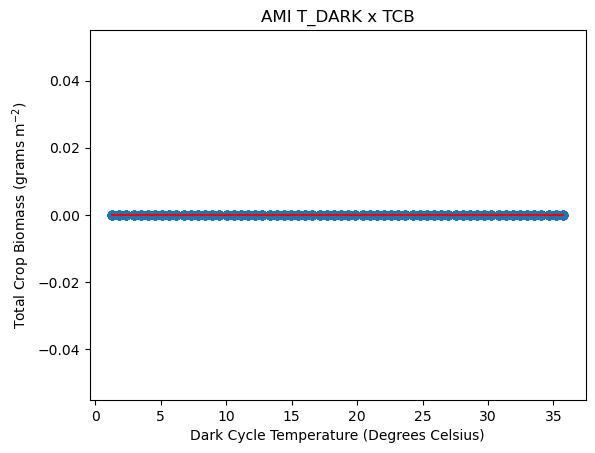 AMI T_DARK x TCB
Total Crop Biomass (grams m⁻²)
0.04
0.02
0.00
−0.02
−0.04
0 5 10 15 20 25 30 35
Dark Cycle Temperature (Degrees Celsius)